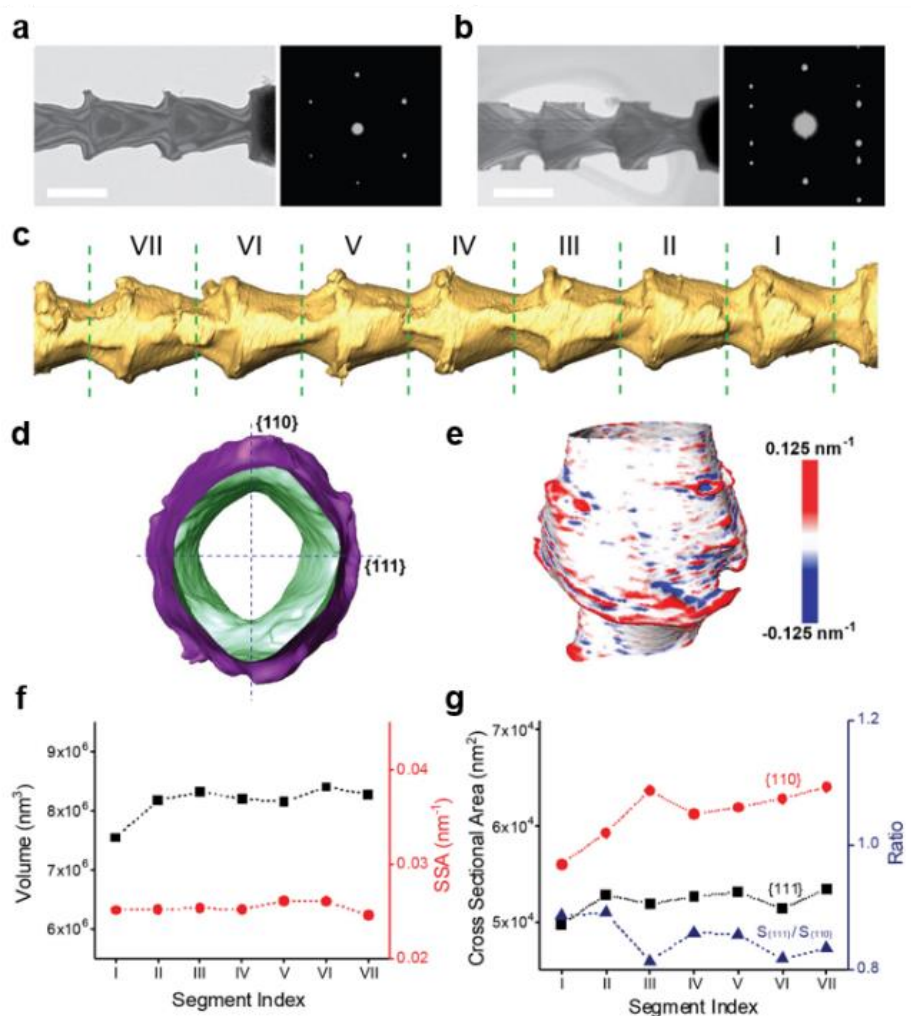 a
b
c
VII VI V IV III II I
d
{110}
{111}
e
0.125 nm⁻¹
-0.125 nm⁻¹
f
9x10⁶
8x10⁶
7x10⁶
6x10⁶
Volume (nm³)
0.04
0.03
0.02
SSA (nm⁻¹)
I II III IV V VI VII
Segment Index
g
7x10⁴
6x10⁴
5x10⁴
Cross Sectional Area (nm²)
{110}
{111}
S{111}/S{110}
1.2
1.0
0.8
Ratio
I II III IV V VI VII
Segment Index